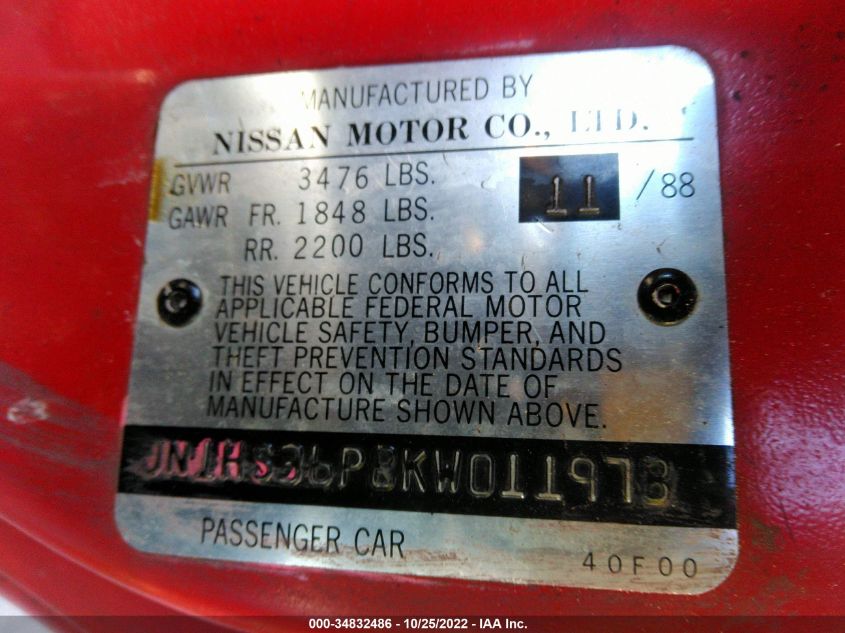 MANUFACTURED BY
NISSAN MOTOR CO., LTD.
GVWR 3476 LBS. 11 /88
GAWR FR. 1848 LBS.
RR. 2200 LBS.
THIS VEHICLE CONFORMS TO ALL
APPLICABLE FEDERAL MOTOR
VEHICLE SAFETY, BUMPER, AND
THEFT PREVENTION STANDARDS
IN EFFECT ON THE DATE OF
MANUFACTURE SHOWN ABOVE.
JN1HS36P8KW011978
PASSENGER CAR
40F00
000-34832486 - 10/25/2022 - IAA Inc.